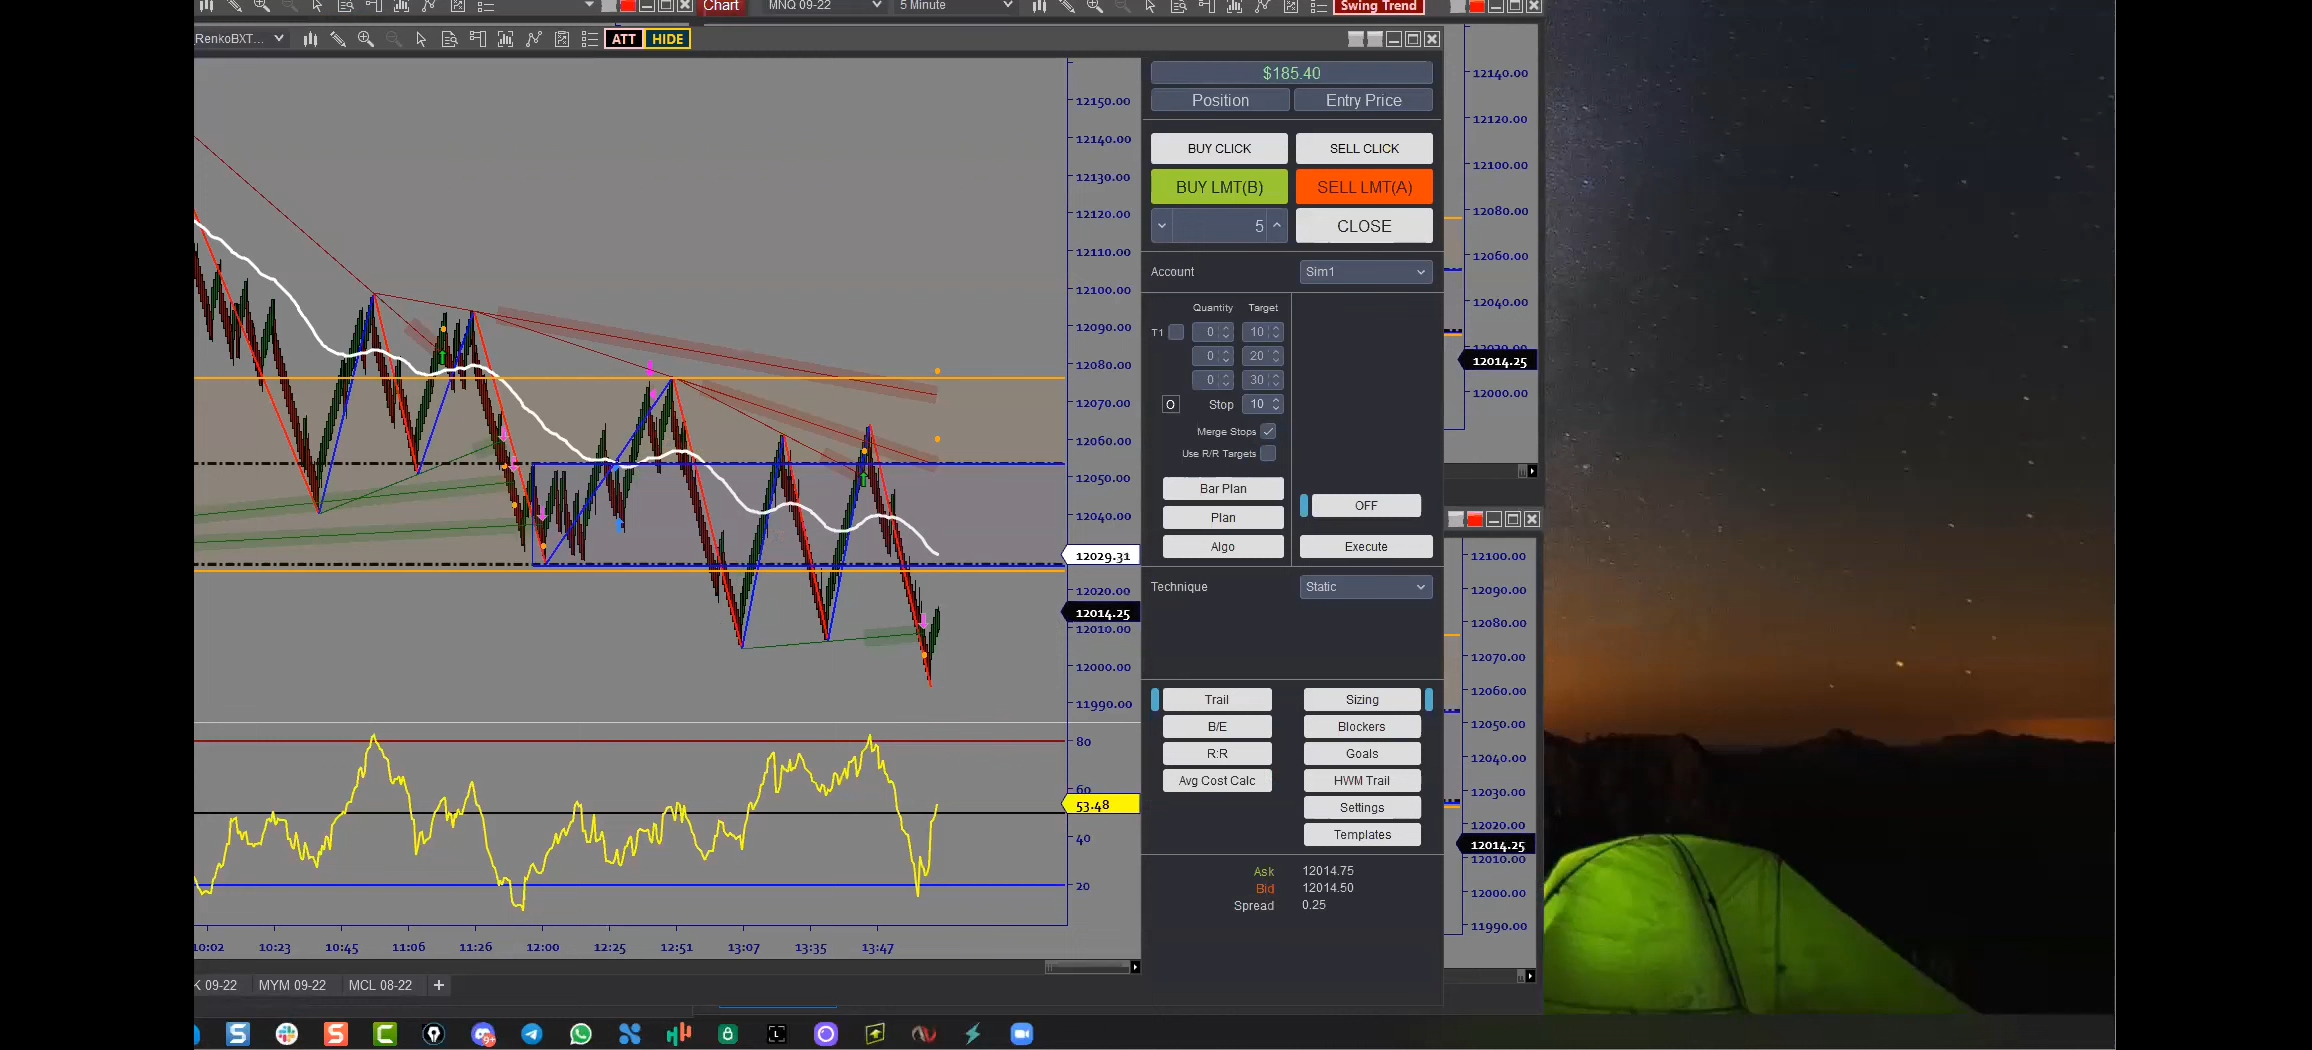 Chart
MNQ 09-22
5 Minute
Swing Trend
RenkoBXT...
ATT
HIDE
$185.40
Position
Entry Price
BUY CLICK
SELL CLICK
BUY LMT(B)
SELL LMT(A)
5
CLOSE
Account
Sim1
Quantity
Target
T1
0
10
0
20
0
30
O
Stop
10
Merge Stops
Use R/R Targets
Bar Plan
Plan
OFF
Algo
Execute
Technique
Static
Trail
Sizing
B/E
Blockers
R:R
Goals
Avg Cost Calc
HWM Trail
Settings
Templates
Ask
12014.75
Bid
12014.50
Spread
0.25
12150.00
12140.00
12130.00
12120.00
12110.00
12100.00
12090.00
12080.00
12070.00
12060.00
12050.00
12040.00
12029.31
12020.00
12014.25
12010.00
12000.00
11990.00
80
60
53.48
40
20
10:02
10:23
10:45
11:06
11:26
12:00
12:25
12:51
13:07
13:35
13:47
K 09-22
MYM 09-22
MCL 08-22
+
12140.00
12120.00
12100.00
12080.00
12060.00
12040.00
12014.25
12000.00
12100.00
12090.00
12080.00
12070.00
12060.00
12050.00
12040.00
12030.00
12020.00
12014.25
12010.00
12000.00
11990.00
S
S
C
9+
L